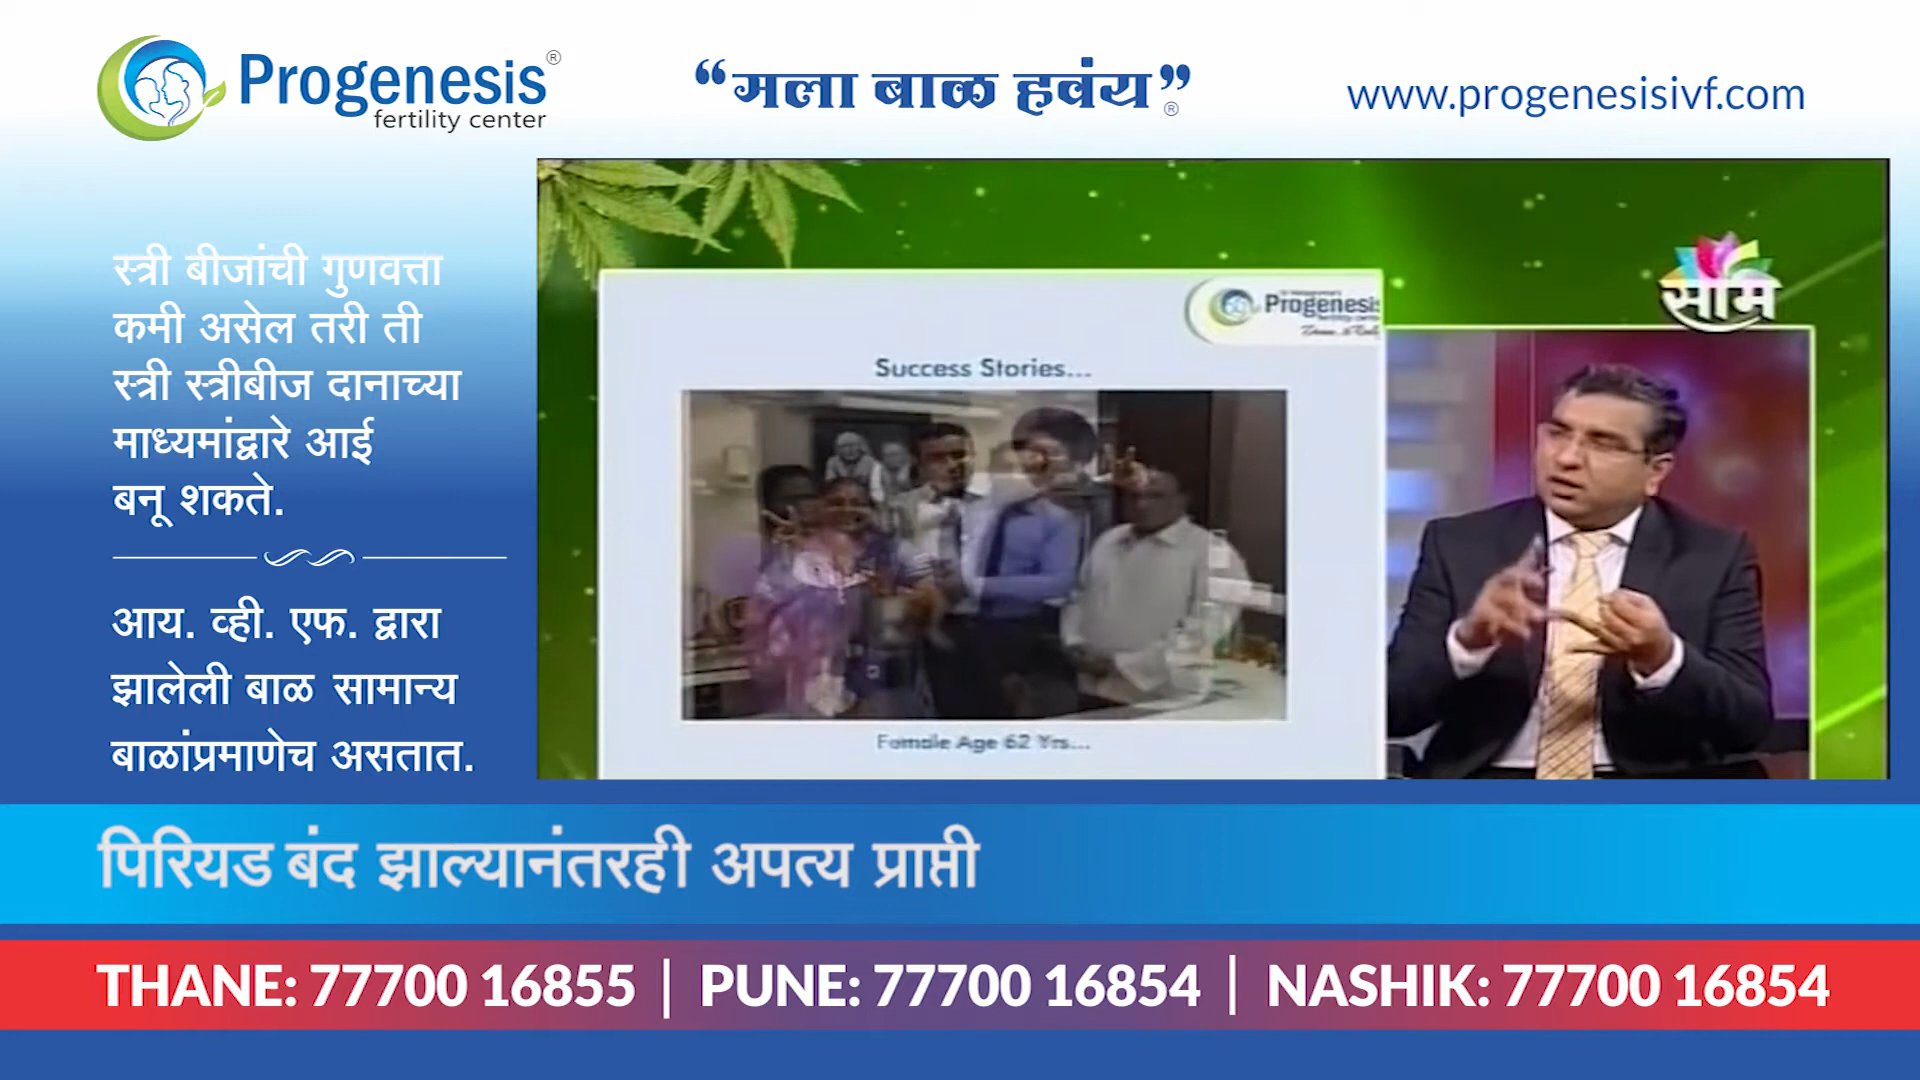 Progenesis®
fertility center
“मला बाळ हवंय”®
www.progenesisivf.com
स्त्री बीजांची गुणवत्ता
कमी असेल तरी ती
स्त्री स्त्रीबीज दानाच्या
माध्यमांद्वारे आई
बनू शकते.
आय. व्ही. एफ. द्वारा
झालेली बाळ सामान्य
बाळांप्रमाणेच असतात.
साम
Progenesis
fertility center
Success Stories...
Female Age 62 Yrs...
पिरियड बंद झाल्यानंतरही अपत्य प्राप्ती
THANE: 77700 16855 | PUNE: 77700 16854 | NASHIK: 77700 16854